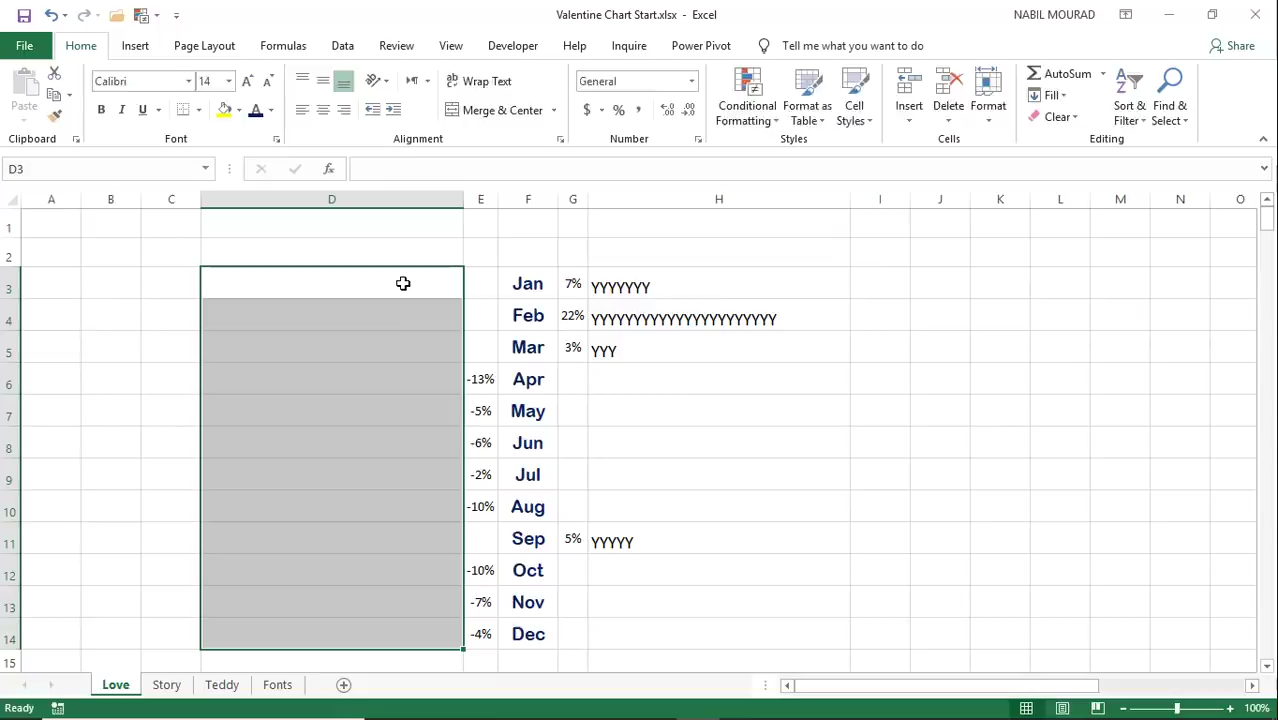 Valentine Chart Start.xlsx - Excel
NABIL MOURAD
File Home Insert Page Layout Formulas Data Review View Developer Help Inquire Power Pivot Tell me what you want to do Share
Paste
Calibri 14
Wrap Text
General
Conditional Formatting
Format as Table
Cell Styles
Insert
Delete
Format
AutoSum
Merge & Center
Fill
Clear
Sort & Filter
Find & Select
Clipboard Font Alignment Number Styles Cells Editing
D3
A B C D E F G H I J K L M N O
1
2
3 Jan 7% YYYYYYY
4 Feb 22% YYYYYYYYYYYYYYYYYYYYYY
5 Mar 3% YYY
6 -13% Apr
7 -5% May
8 -6% Jun
9 -2% Jul
10 -10% Aug
11 Sep 5% YYYYY
12 -10% Oct
13 -7% Nov
14 -4% Dec
15
Love Story Teddy Fonts
Ready
100%